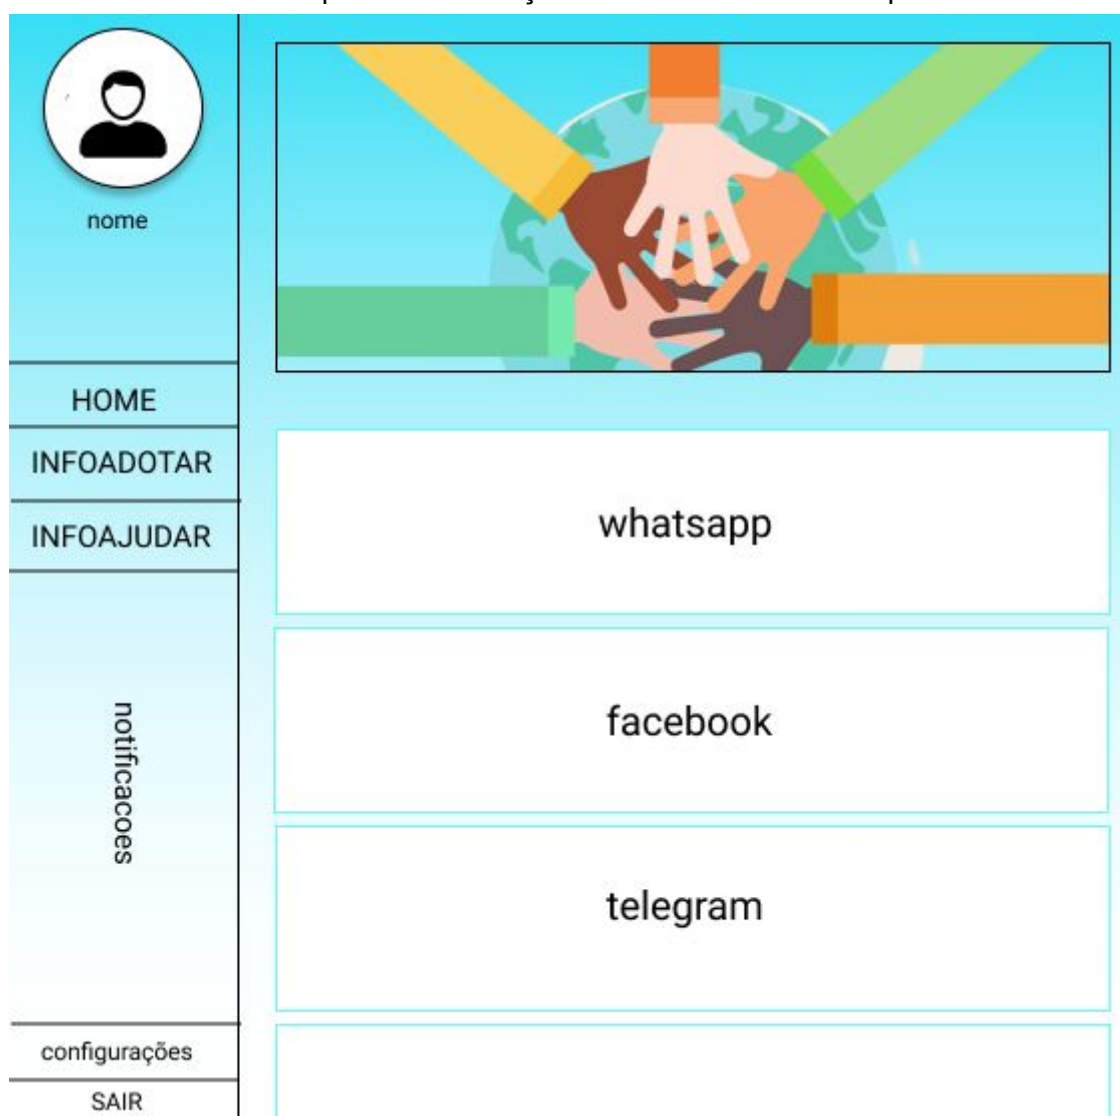 nome
HOME
INFOADOTAR
INFOAJUDAR
notificacoes
configurações
SAIR
whatsapp
facebook
telegram